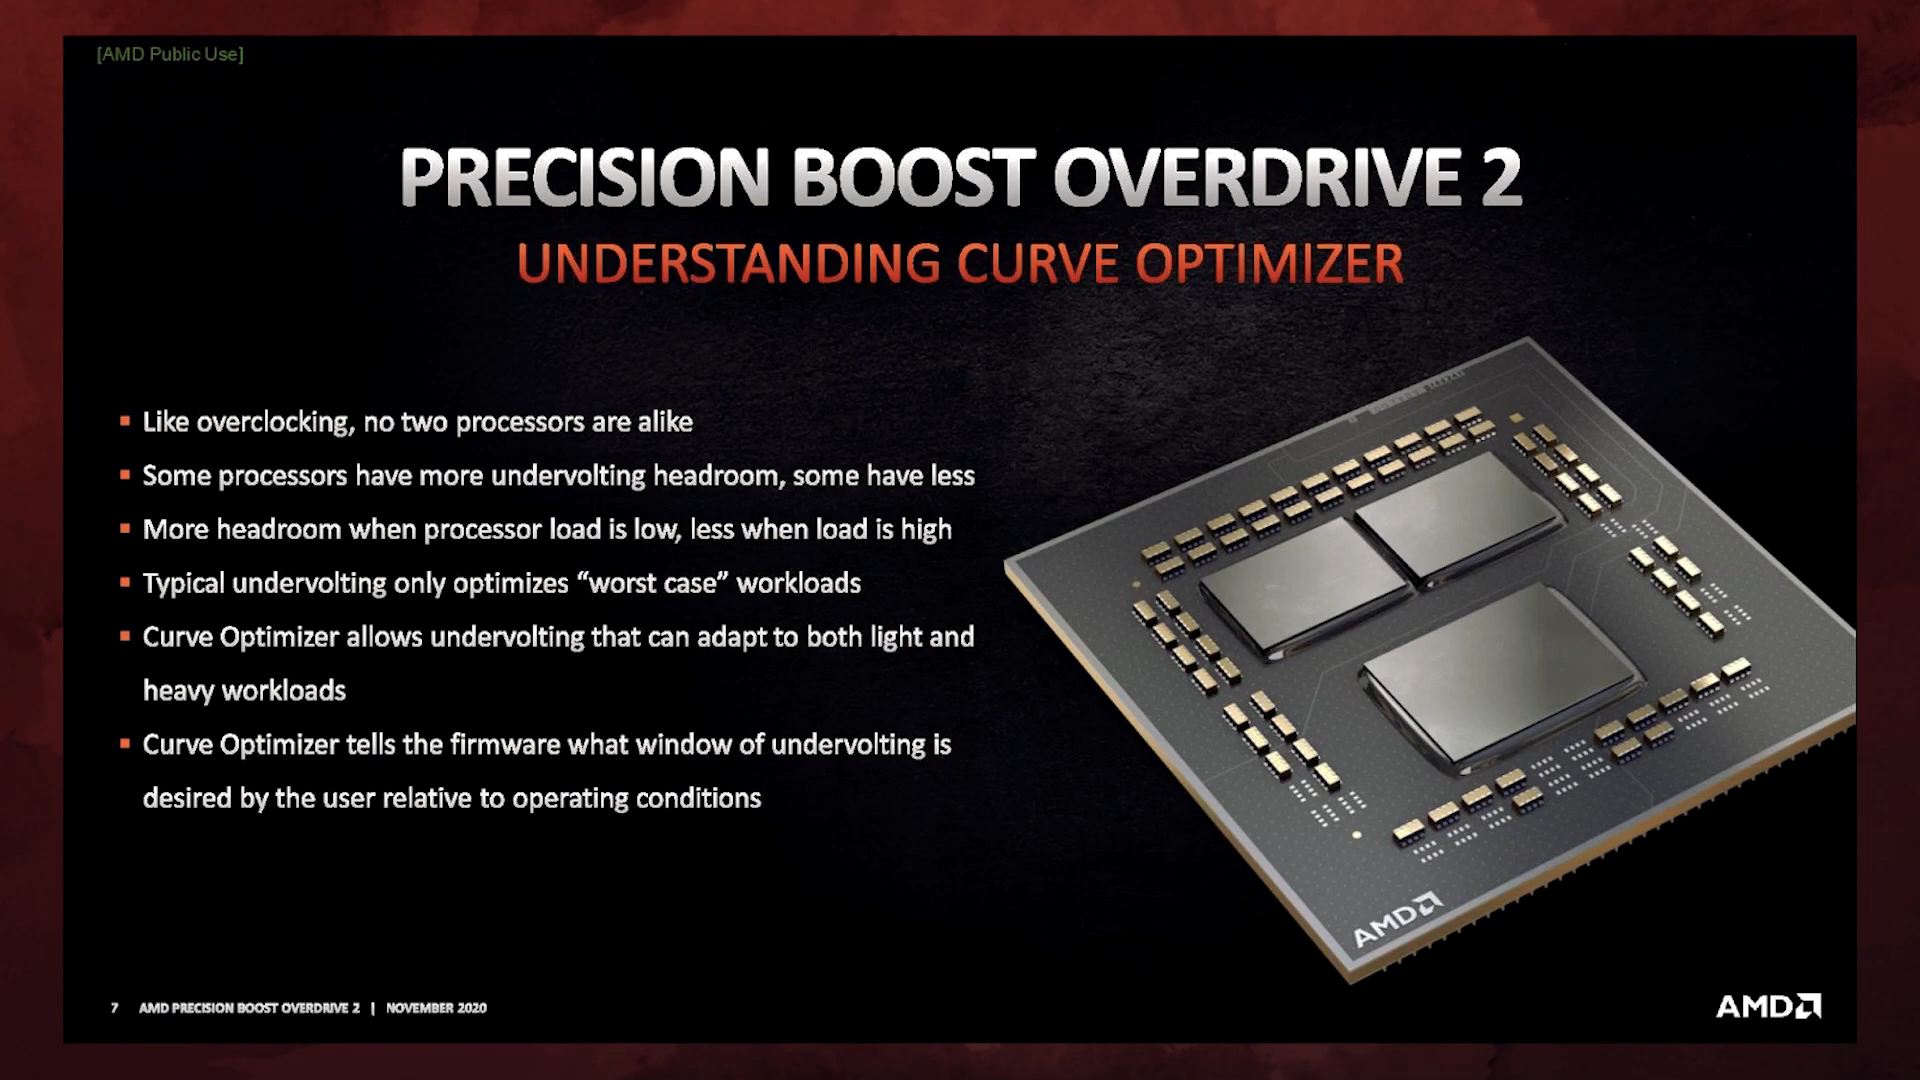 [AMD Public Use]
PRECISION BOOST OVERDRIVE 2
UNDERSTANDING CURVE OPTIMIZER
Like overclocking, no two processors are alike
Some processors have more undervolting headroom, some have less
More headroom when processor load is low, less when load is high
Typical undervolting only optimizes “worst case” workloads
Curve Optimizer allows undervolting that can adapt to both light and
heavy workloads
Curve Optimizer tells the firmware what window of undervolting is
desired by the user relative to operating conditions
AMD
7 AMD PRECISION BOOST OVERDRIVE 2 | NOVEMBER 2020
AMD